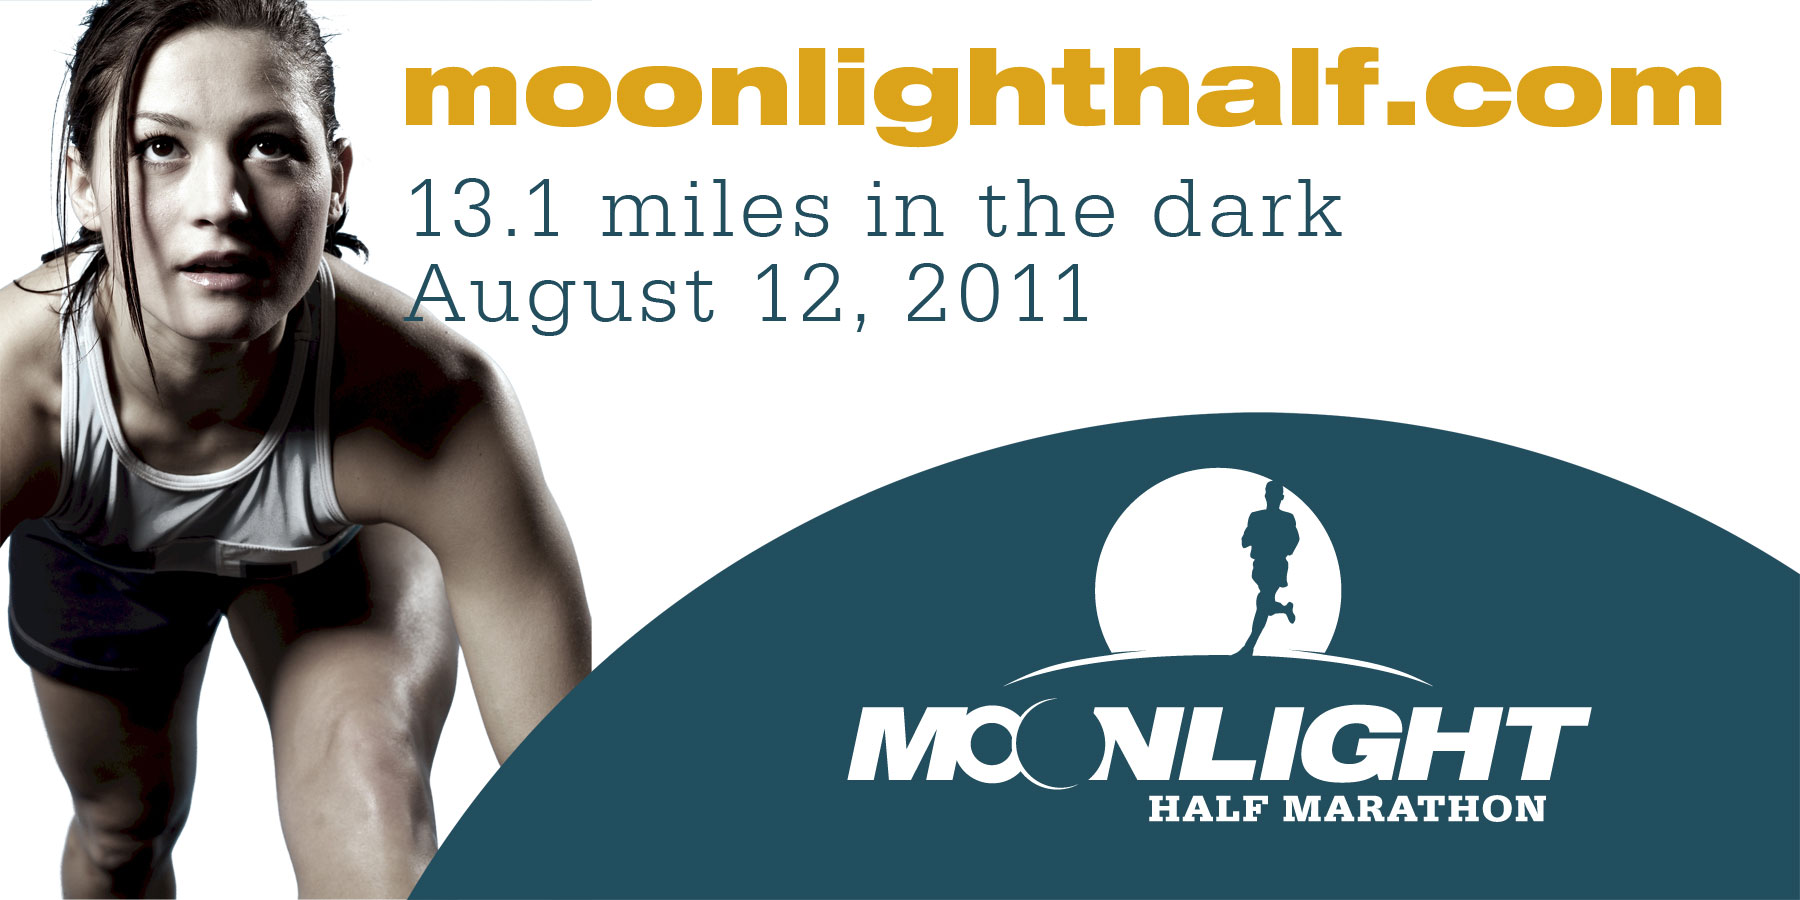 moonlighthalf.com
13.1 miles in the dark
August 12, 2011
MOONLIGHT
HALF MARATHON